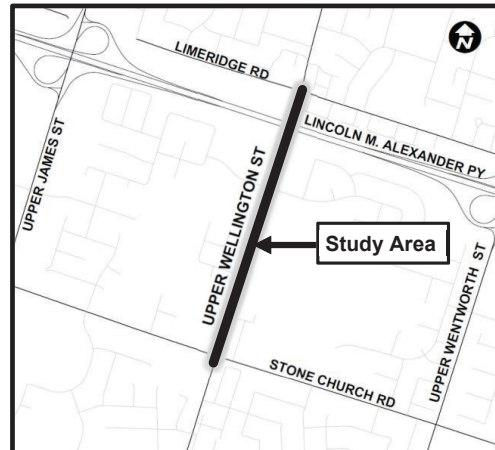 LIMERIDGE RD
N
LINCOLN M. ALEXANDER PY
UPPER JAMES ST
UPPER WELLINGTON ST
Study Area
UPPER WENTWORTH ST
STONE CHURCH RD